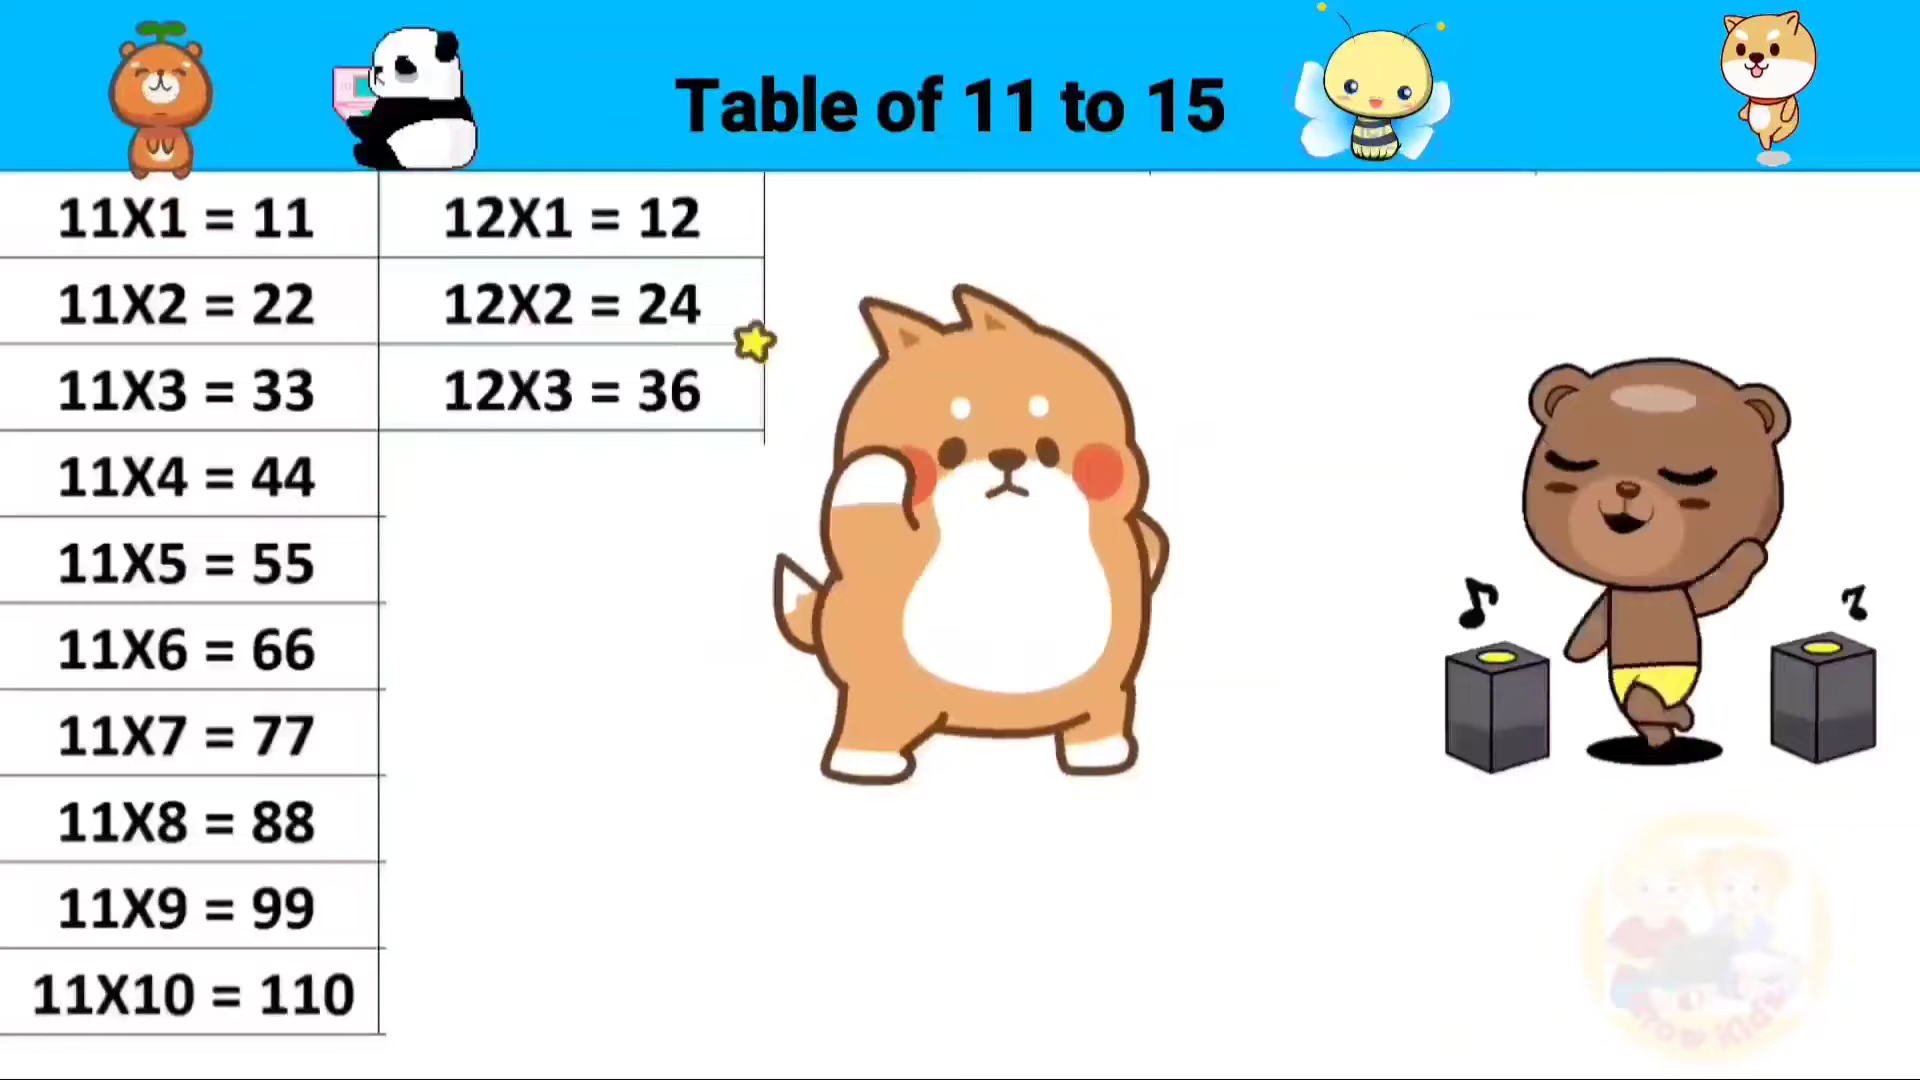 Table of 11 to 15
11X1 = 11
11X2 = 22
11X3 = 33
11X4 = 44
11X5 = 55
11X6 = 66
11X7 = 77
11X8 = 88
11X9 = 99
11X10 = 110
12X1 = 12
12X2 = 24
12X3 = 36